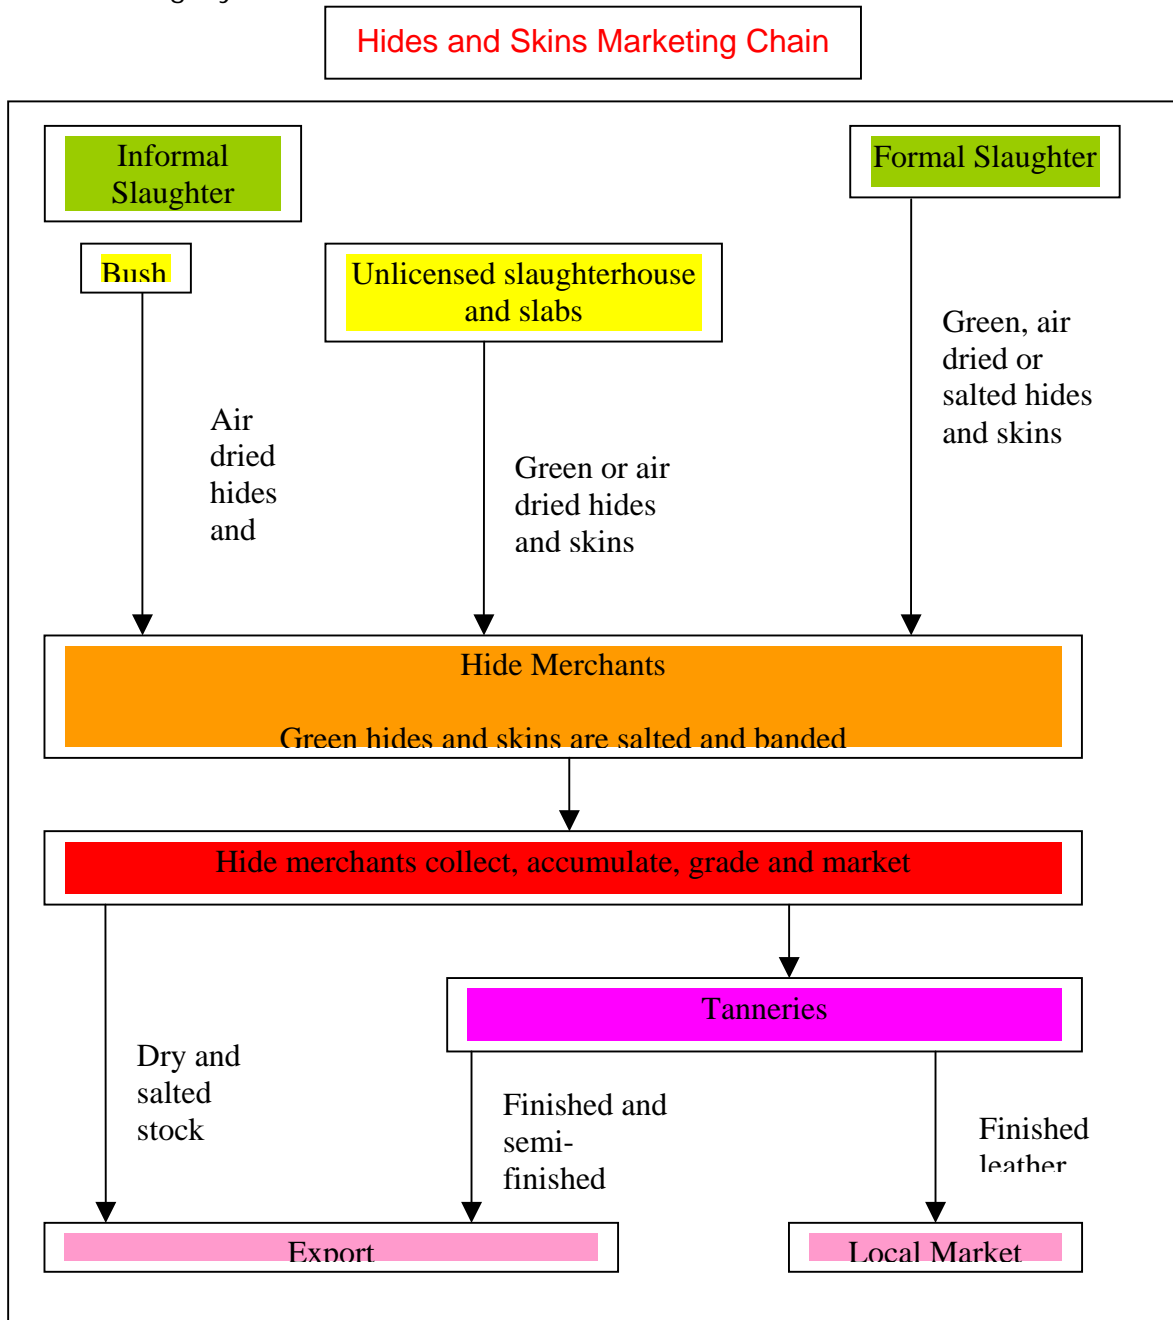 Hides and Skins Marketing Chain
Informal
Slaughter
Formal Slaughter
Bush
Unlicensed slaughterhouse
and slabs
Green, air
dried or
salted hides
and skins
Air
dried
hides
and
Green or air
dried hides
and skins
Hide Merchants
Green hides and skins are salted and banded
Hide merchants collect, accumulate, grade and market
Tanneries
Dry and
salted
stock
Finished and
semi-
finished
Finished
leather
Export
Local Market